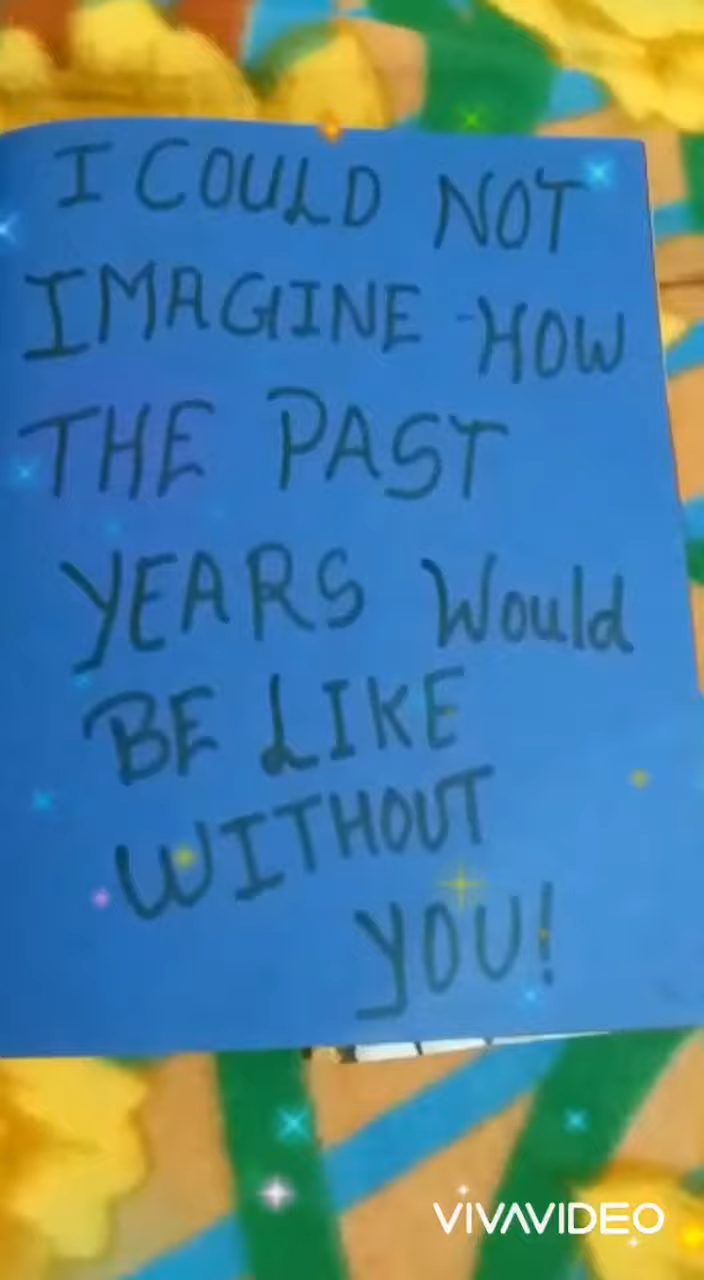 I COULD NOT
IMAGINE HOW
THE PAST
YEARS Would
BE LIKE
WITHOUT
YOU!
VIVAVIDEO